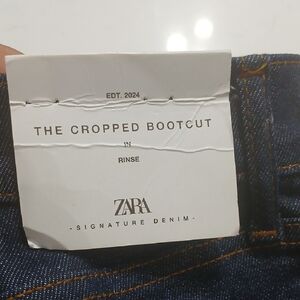 EDT. 2024
THE CROPPED BOOTCUT
IN
RINSE
ZARA
- SIGNATURE DENIM -